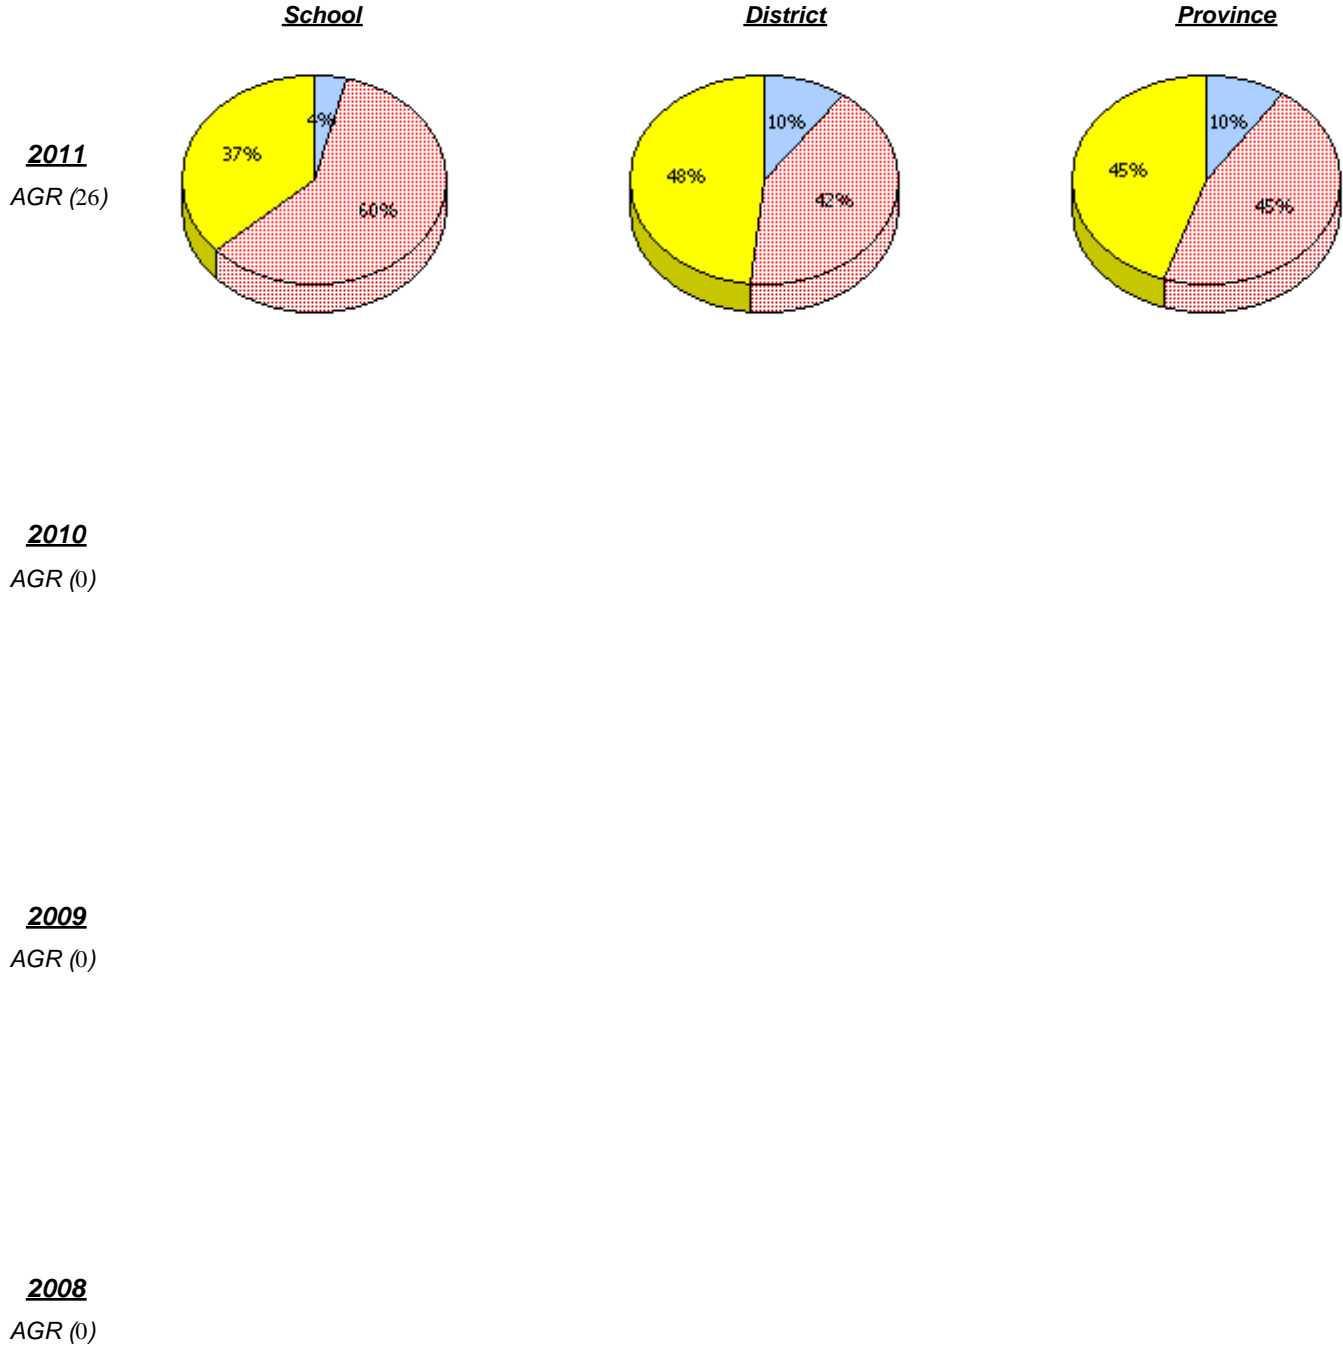 School District Province
4% 10% 10%
2011
37% 48% 45%
AGR (26)
60% 42% 45%
2010
AGR (0)
2009
AGR (0)
2008
AGR (0)